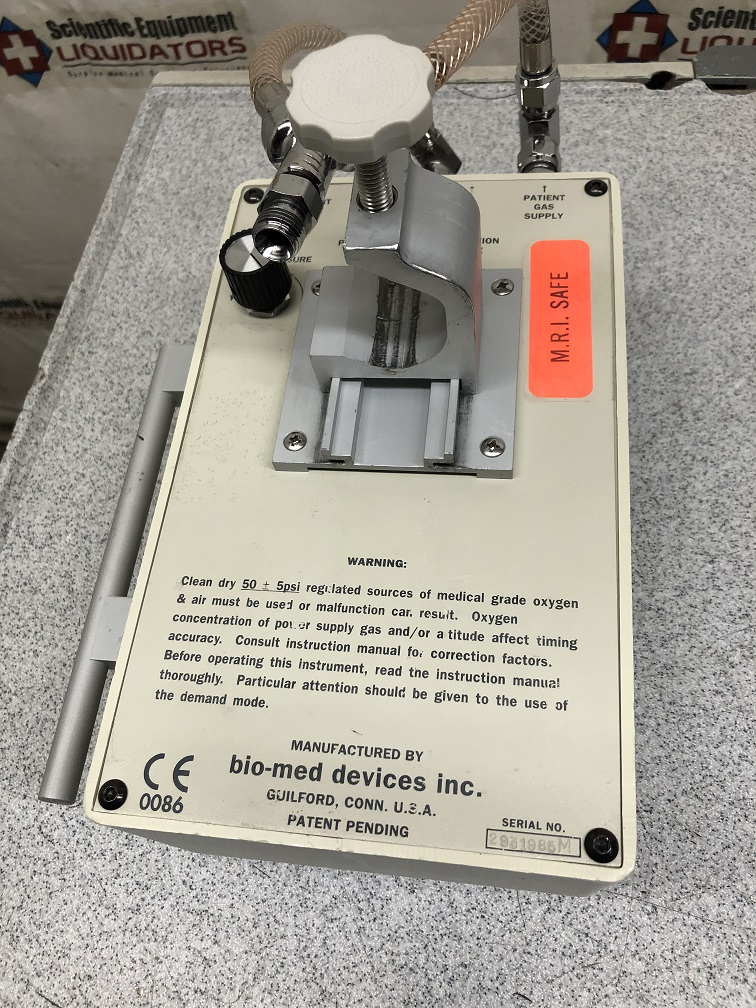 Scientific Equipment
LIQUIDATORS
Scienti
LIQU
PATIENT
GAS
SUPPLY
M.R.I. SAFE
WARNING:
Clean dry 50 ± 5psi regulated sources of medical grade oxygen
& air must be used or malfunction can result. Oxygen
concentration of power supply gas and/or a titude affect timing
accuracy. Consult instruction manual for correction factors.
Before operating this instrument, read the instruction manual
thoroughly. Particular attention should be given to the use of
the demand mode.
MANUFACTURED BY
bio-med devices inc.
GUILFORD, CONN. U.S.A.
PATENT PENDING
CE
0086
SERIAL NO.